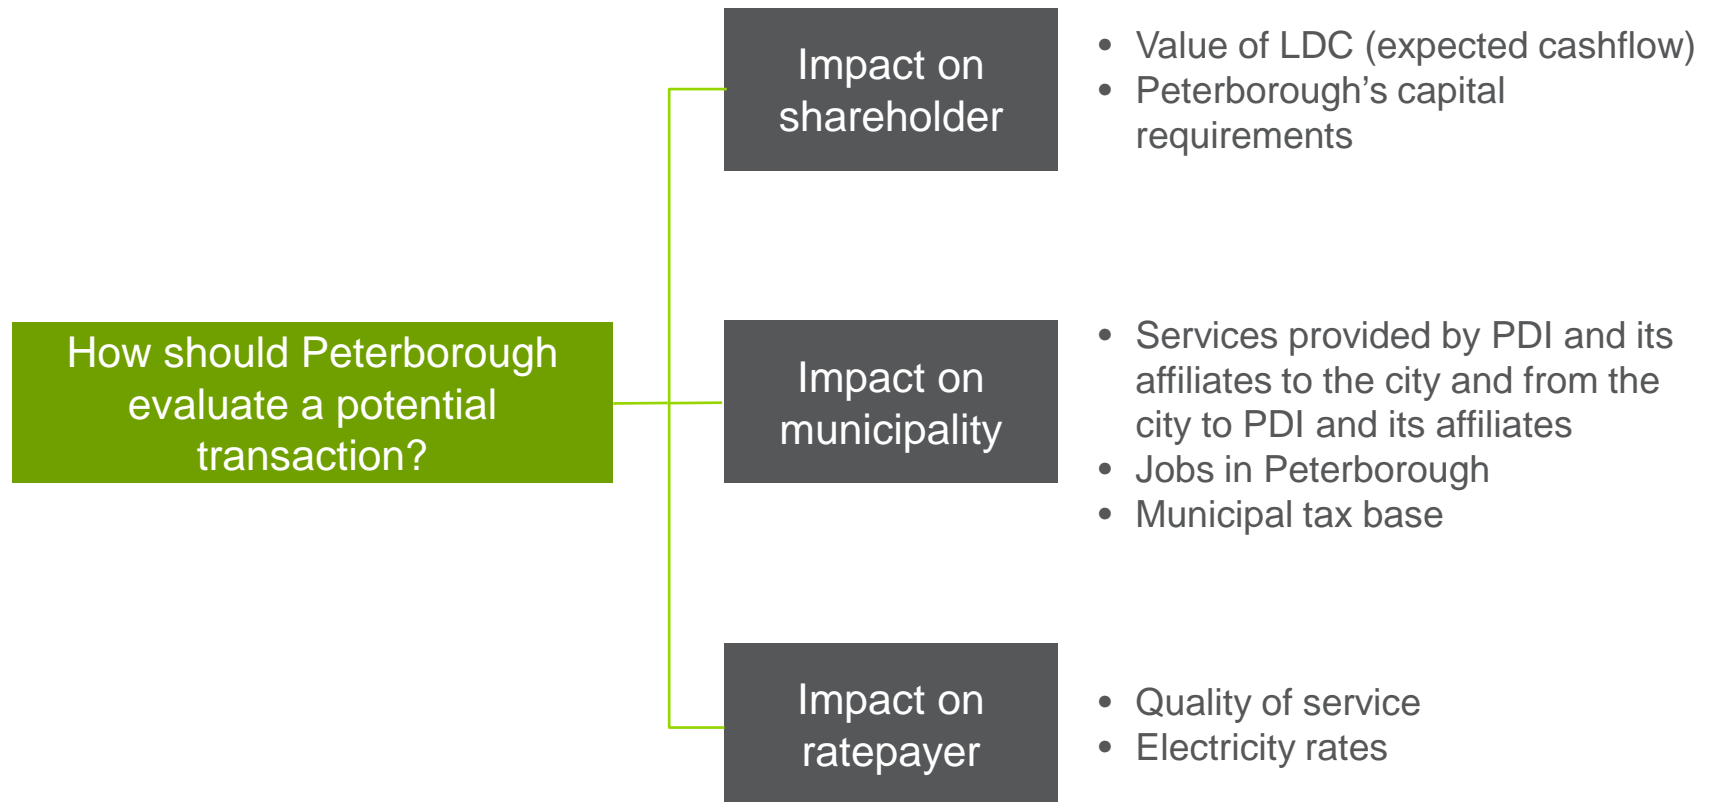 Impact on
shareholder
• Value of LDC (expected cashflow)
• Peterborough's capital
requirements
How should Peterborough
evaluate a potential
transaction?
Impact on
municipality
• Services provided by PDI and its
affiliates to the city and from the
city to PDI and its affiliates
• Jobs in Peterborough
• Municipal tax base
Impact on
ratepayer
• Quality of service
• Electricity rates